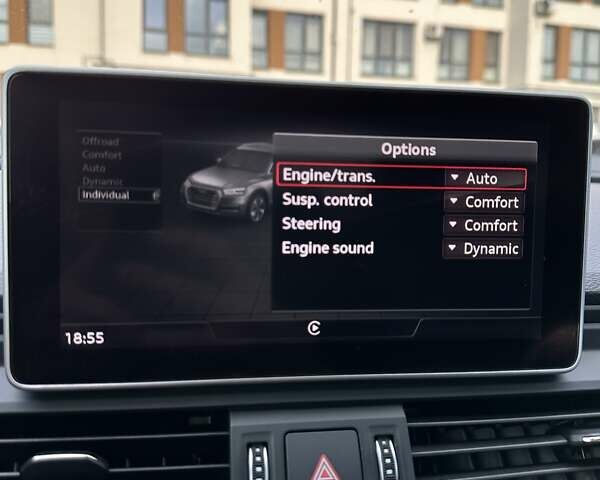 Offroad
Comfort
Auto
Dynamic
Individual
Options
Engine/trans. Auto
Susp. control Comfort
Steering Comfort
Engine sound Dynamic
18:55